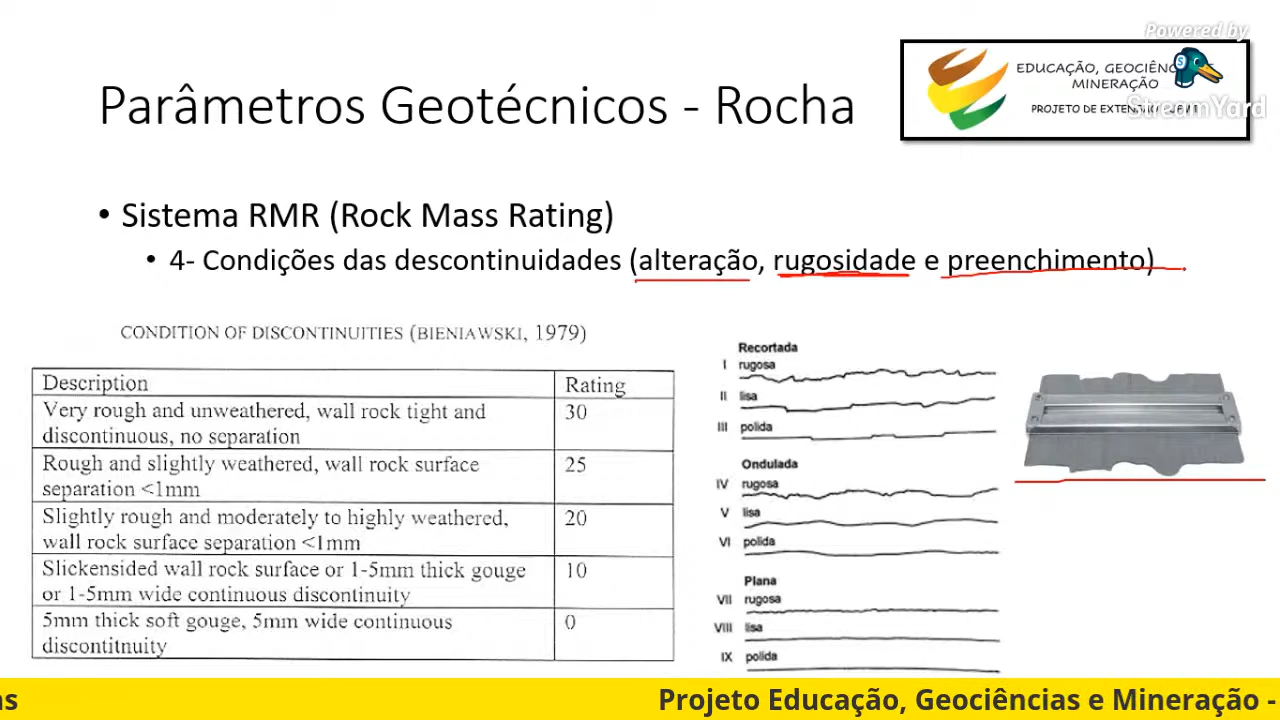 Powered by
StreamYard
EDUCAÇÃO,
MINERAÇÃO
PROJETO DE
Parâmetros Geotécnicos - Rocha
• Sistema RMR (Rock Mass Rating)
• 4- Condições das descontinuidades (alteração, rugosidade e preenchimento)
CONDITION OF DISCONTINUITIES (BIENIAWSKI, 1979)
Description Rating
Very rough and unweathered, wall rock tight and 30
discontinuous, no separation
Rough and slightly weathered, wall rock surface 25
separation <1mm
Slightly rough and moderately to highly weathered, 20
wall rock surface separation <1mm
Slickensided wall rock surface or 1-5mm thick gouge 10
or 1-5mm wide continuous discontinuity
5mm thick soft gouge, 5mm wide continuous 0
discontitnuity
Recortada
I rugosa
II lisa
III polida
Ondulada
IV rugosa
V lisa
VI polida
Plana
VII rugosa
VIII lisa
IX polida
as Projeto Educação, Geociências e Mineração -